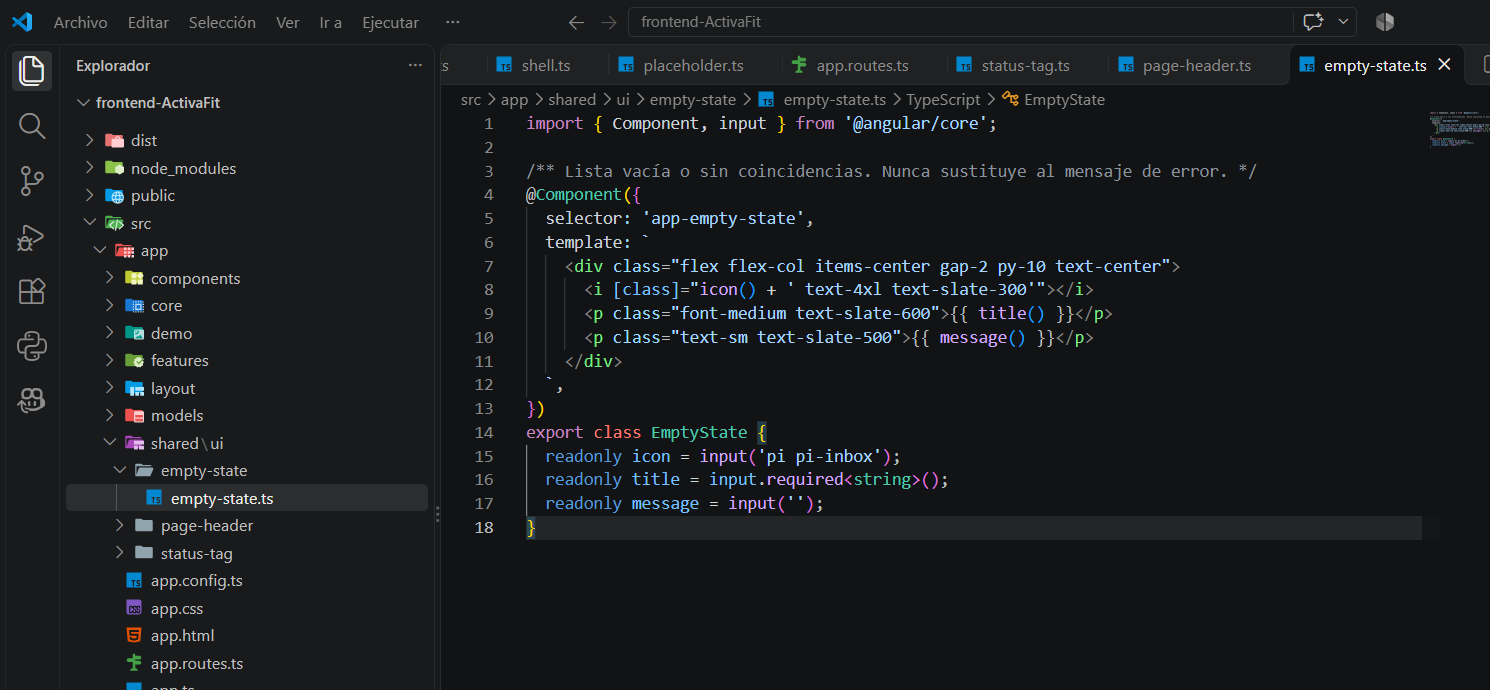 Archivo Editar Selección Ver Ir a Ejecutar ··· frontend-ActivaFit
Explorador ···
frontend-ActivaFit
dist
node_modules
public
src
app
components
core
demo
features
layout
models
shared\ui
empty-state
empty-state.ts
page-header
status-tag
app.config.ts
app.css
app.html
app.routes.ts
app.ts
shell.ts placeholder.ts app.routes.ts status-tag.ts page-header.ts empty-state.ts
src > app > shared > ui > empty-state > empty-state.ts > TypeScript > EmptyState
1 import { Component, input } from '@angular/core';
2
3 /** Lista vacía o sin coincidencias. Nunca sustituye al mensaje de error. */
4 @Component({
5   selector: 'app-empty-state',
6   template: `
7     <div class="flex flex-col items-center gap-2 py-10 text-center">
8       <i [class]="icon() + ' text-4xl text-slate-300'"></i>
9       <p class="font-medium text-slate-600">{{ title() }}</p>
10       <p class="text-sm text-slate-500">{{ message() }}</p>
11     </div>
12   `,
13 })
14 export class EmptyState {
15   readonly icon = input('pi pi-inbox');
16   readonly title = input.required<string>();
17   readonly message = input('');
18 }